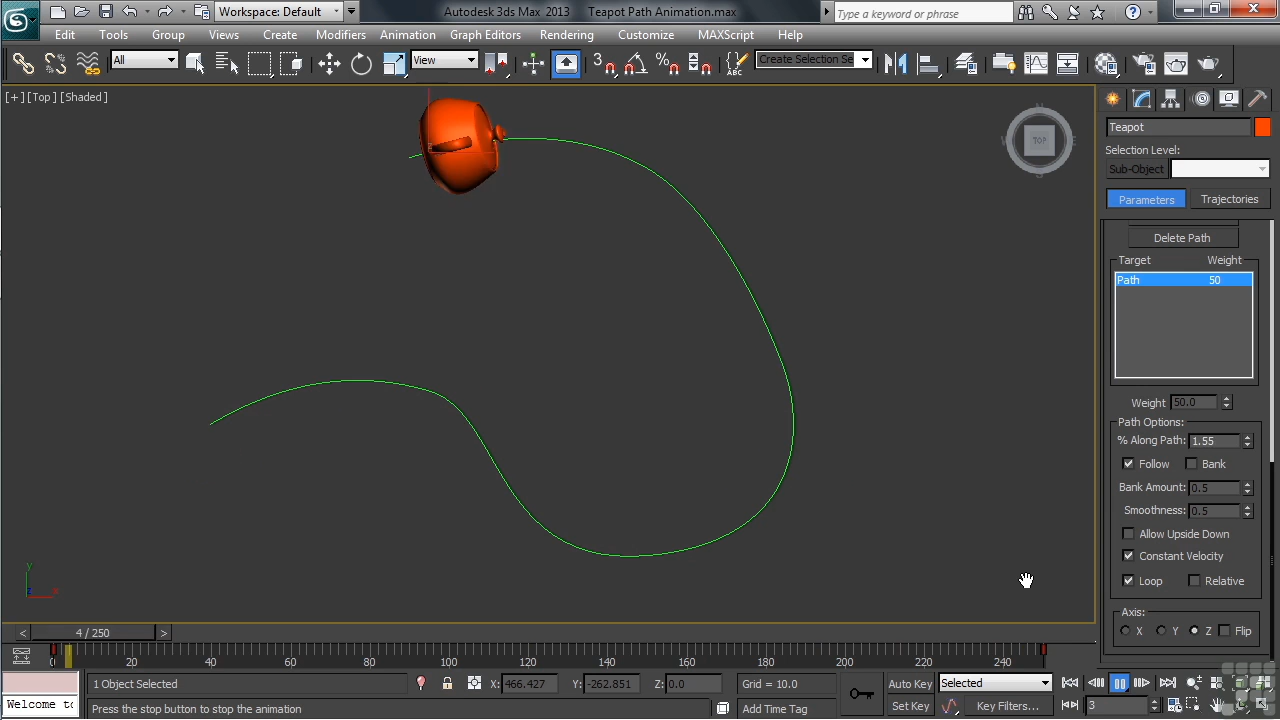 Workspace: Default
Autodesk 3ds Max 2013 Teapot Path Animation.max
Type a keyword or phrase
Edit Tools Group Views Create Modifiers Animation Graph Editors Rendering Customize MAXScript Help
All
View
3
ABC
Create Selection Se
[+] [Top] [Shaded]
TOP
Teapot
Selection Level:
Sub-Object
Parameters Trajectories
Delete Path
Target Weight
Path 50
Weight 50.0
Path Options:
% Along Path: 1.55
Follow Bank
Bank Amount: 0.5
Smoothness: 0.5
Allow Upside Down
Constant Velocity
Loop Relative
Axis:
X Y Z Flip
Y
X
< 4 / 250 >
20 40 60 80 100 120 140 160 180 200 220 240
1 Object Selected X: 466.427 Y: -262.851 Z: 0.0 Grid = 10.0 Auto Key Selected
Welcome to Press the stop button to stop the animation Add Time Tag Set Key Key Filters... 3